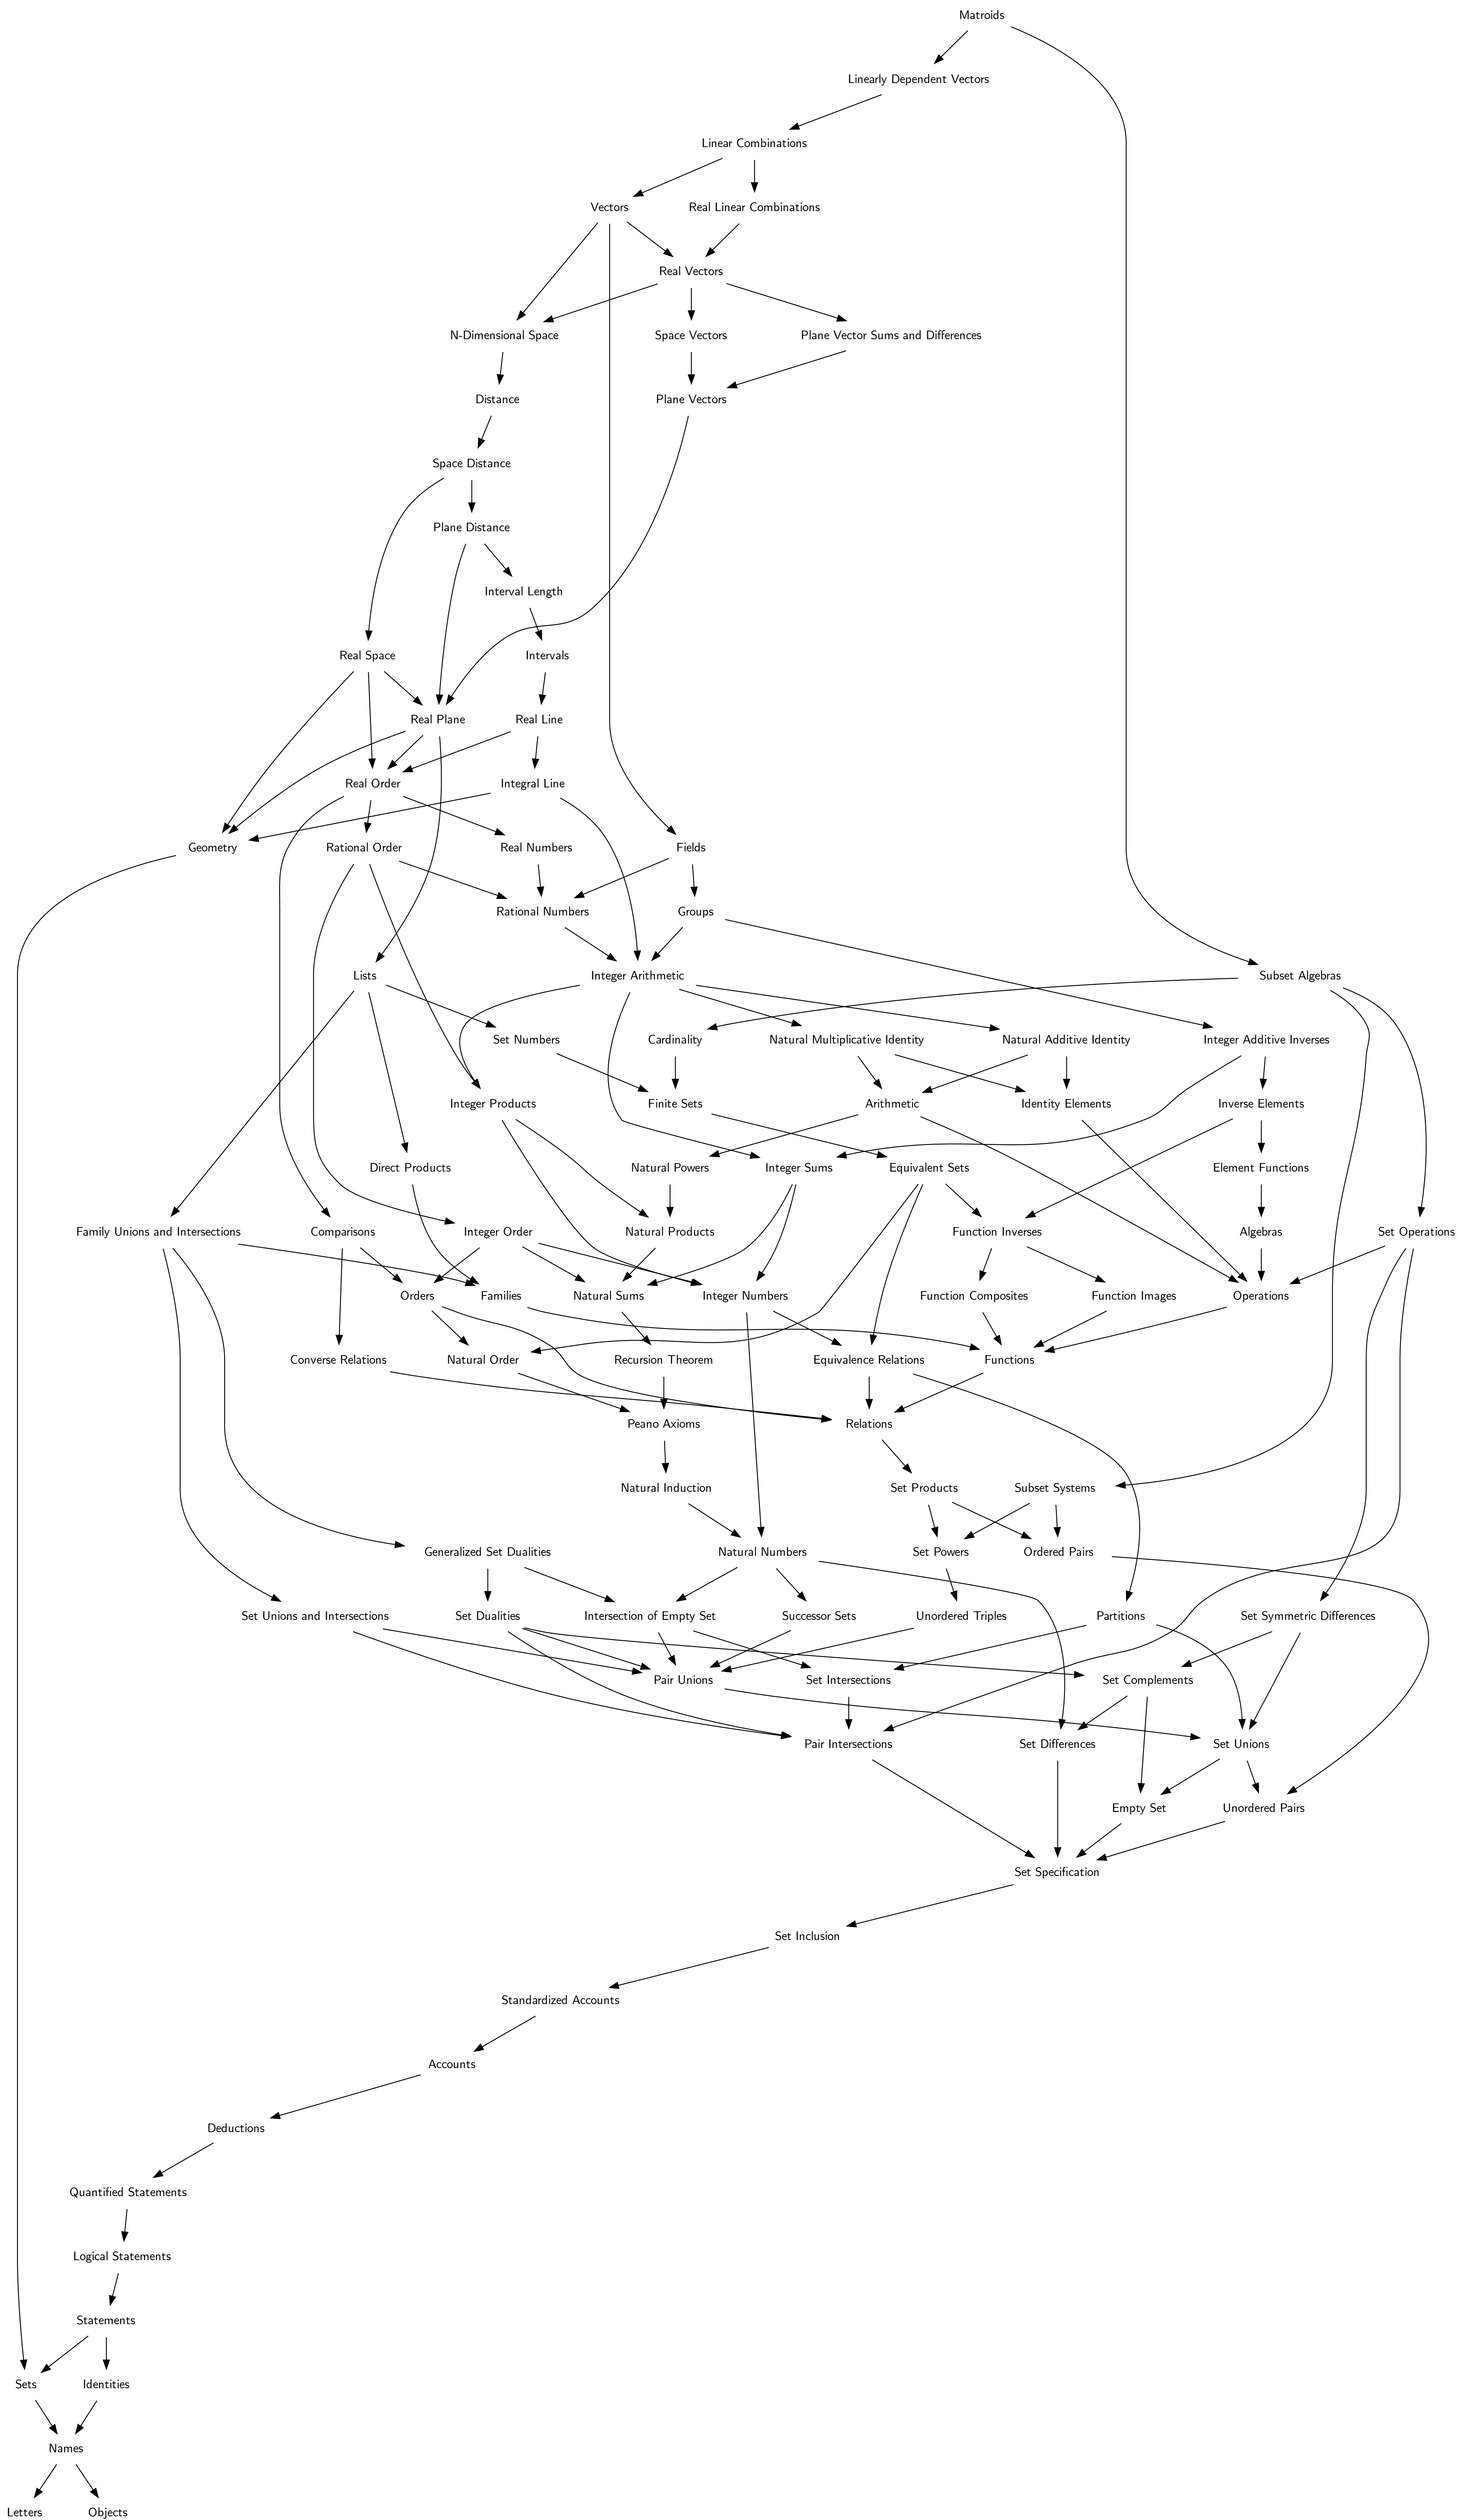 Matroids
Linearly Dependent Vectors
Linear Combinations
Vectors
Real Linear Combinations
Real Vectors
N-Dimensional Space
Space Vectors
Plane Vector Sums and Differences
Distance
Plane Vectors
Space Distance
Plane Distance
Interval Length
Real Space
Intervals
Real Plane
Real Line
Real Order
Integral Line
Geometry
Rational Order
Real Numbers
Fields
Rational Numbers
Groups
Lists
Integer Arithmetic
Subset Algebras
Set Numbers
Cardinality
Natural Multiplicative Identity
Natural Additive Identity
Integer Additive Inverses
Integer Products
Finite Sets
Arithmetic
Identity Elements
Inverse Elements
Direct Products
Natural Powers
Integer Sums
Equivalent Sets
Element Functions
Family Unions and Intersections
Comparisons
Integer Order
Natural Products
Function Inverses
Algebras
Set Operations
Orders
Families
Natural Sums
Integer Numbers
Function Composites
Function Images
Operations
Converse Relations
Natural Order
Recursion Theorem
Equivalence Relations
Functions
Peano Axioms
Relations
Natural Induction
Set Products
Subset Systems
Generalized Set Dualities
Natural Numbers
Set Powers
Ordered Pairs
Set Unions and Intersections
Set Dualities
Intersection of Empty Set
Successor Sets
Unordered Triples
Partitions
Set Symmetric Differences
Pair Unions
Set Intersections
Set Complements
Pair Intersections
Set Differences
Set Unions
Empty Set
Unordered Pairs
Set Specification
Set Inclusion
Standardized Accounts
Accounts
Deductions
Quantified Statements
Logical Statements
Statements
Sets
Identities
Names
Letters
Objects